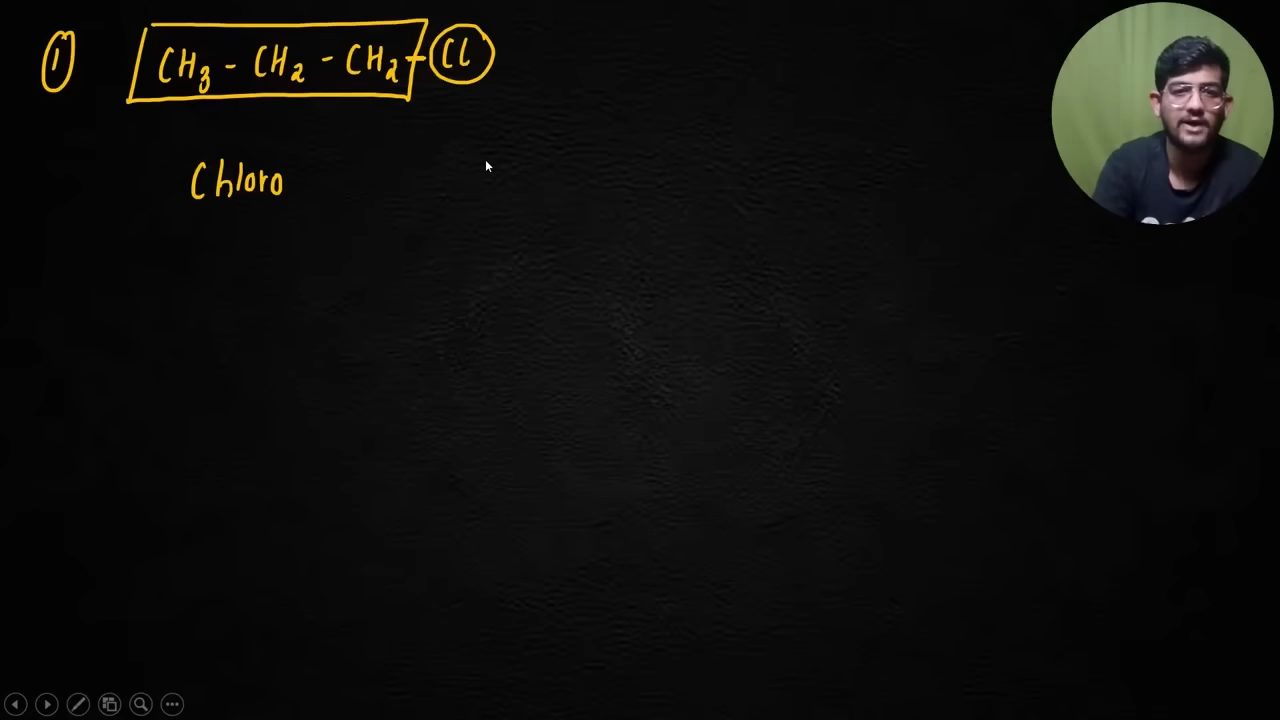 ① CH₃ - CH₂ - CH₂ - Cl
Chloro